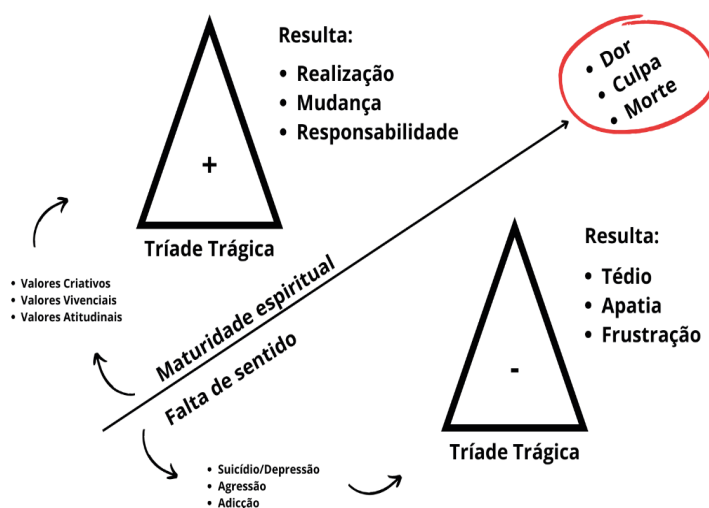 Resulta:
• Realização
• Mudança
• Responsabilidade
• Dor
• Culpa
• Morte
+
Tríade Trágica
• Valores Criativos
• Valores Vivenciais
• Valores Atitudinais
Maturidade espiritual
Falta de sentido
Resulta:
• Tédio
• Apatia
• Frustração
-
Tríade Trágica
• Suicídio/Depressão
• Agressão
• Adicção